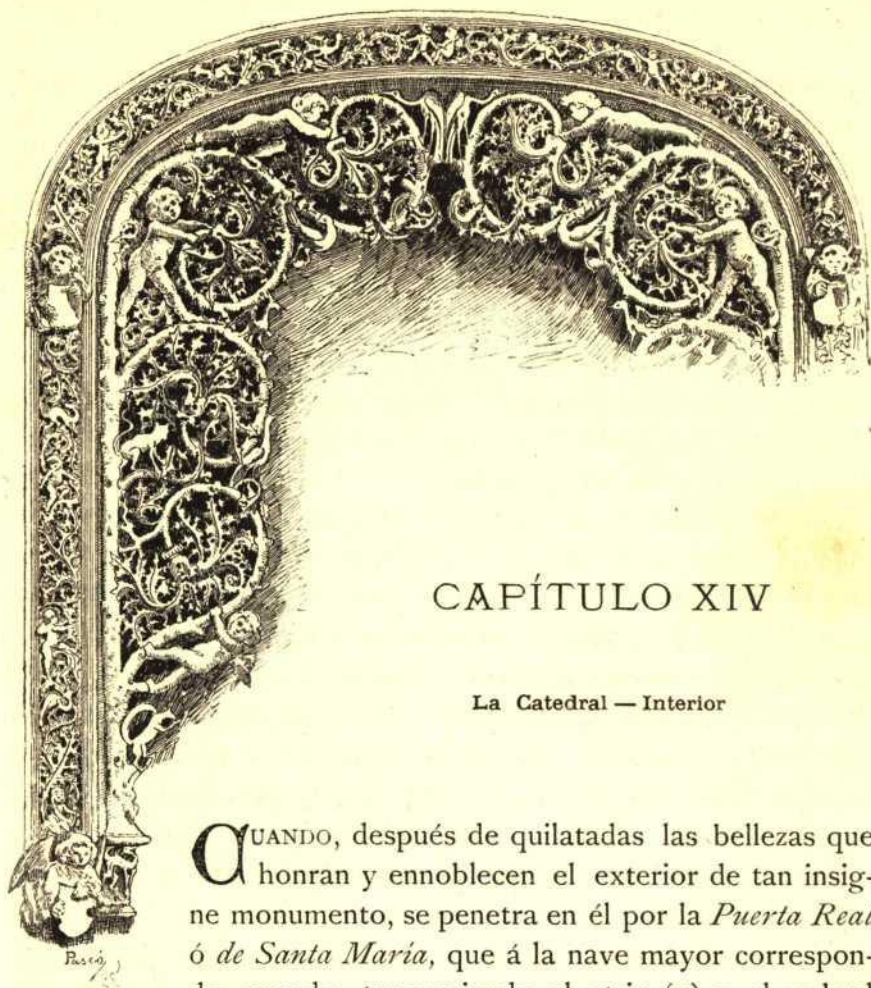 CAPÍTULO XIV
La Catedral — Interior
CUANDO, después de quilatadas las bellezas que
honran y ennoblecen el exterior de tan insig-
ne monumento, se penetra en él por la Puerta Real
ó de Santa María, que á la nave mayor correspon-